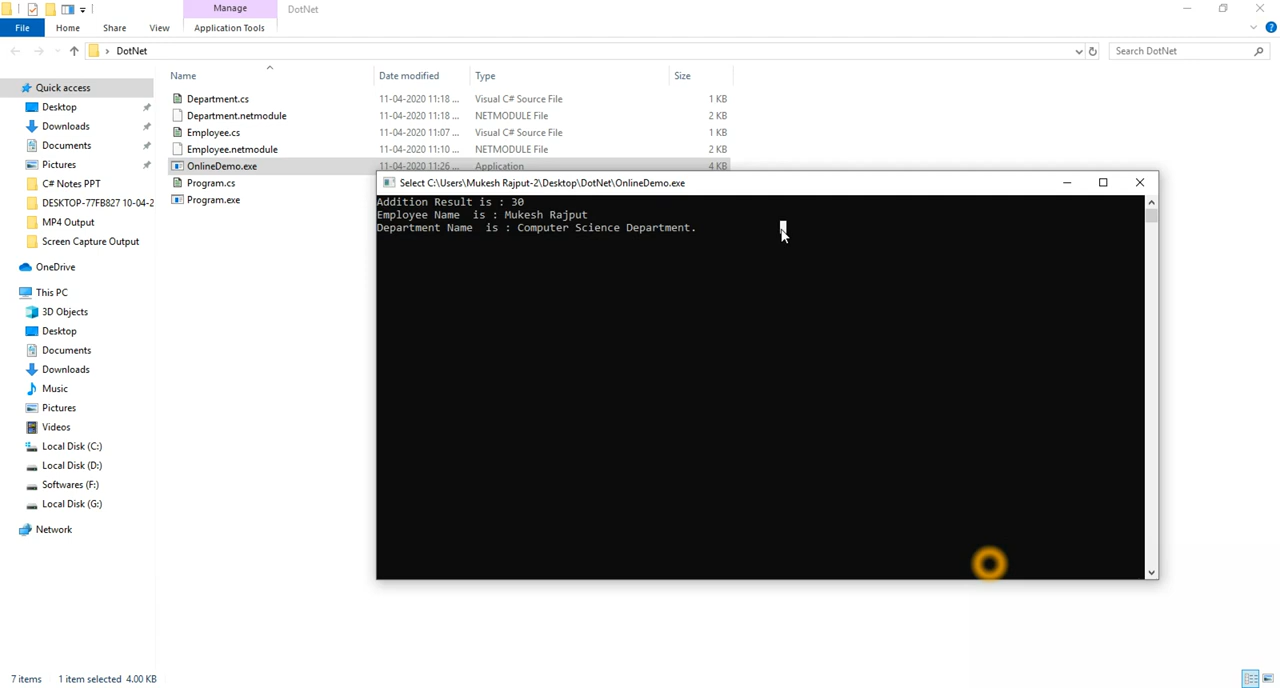 Manage
DotNet
File
Home
Share
View
Application Tools
DotNet
Search DotNet
Name
Date modified
Type
Size
Department.cs 11-04-2020 11:18 ... Visual C# Source File 1 KB
Department.netmodule 11-04-2020 11:18 ... NETMODULE File 2 KB
Employee.cs 11-04-2020 11:07 ... Visual C# Source File 1 KB
Employee.netmodule 11-04-2020 11:10 ... NETMODULE File 2 KB
OnlineDemo.exe 11-04-2020 11:26 ... Application 4 KB
Program.cs
Program.exe
Quick access
Desktop
Downloads
Documents
Pictures
C# Notes PPT
DESKTOP-77FB827 10-04-2
MP4 Output
Screen Capture Output
OneDrive
This PC
3D Objects
Desktop
Documents
Downloads
Music
Pictures
Videos
Local Disk (C:)
Local Disk (D:)
Softwares (F:)
Local Disk (G:)
Network
Select C:\Users\Mukesh Rajput-2\Desktop\DotNet\OnlineDemo.exe
Addition Result is : 30
Employee Name  is : Mukesh Rajput
Department Name  is : Computer Science Department.
7 items
1 item selected 4.00 KB